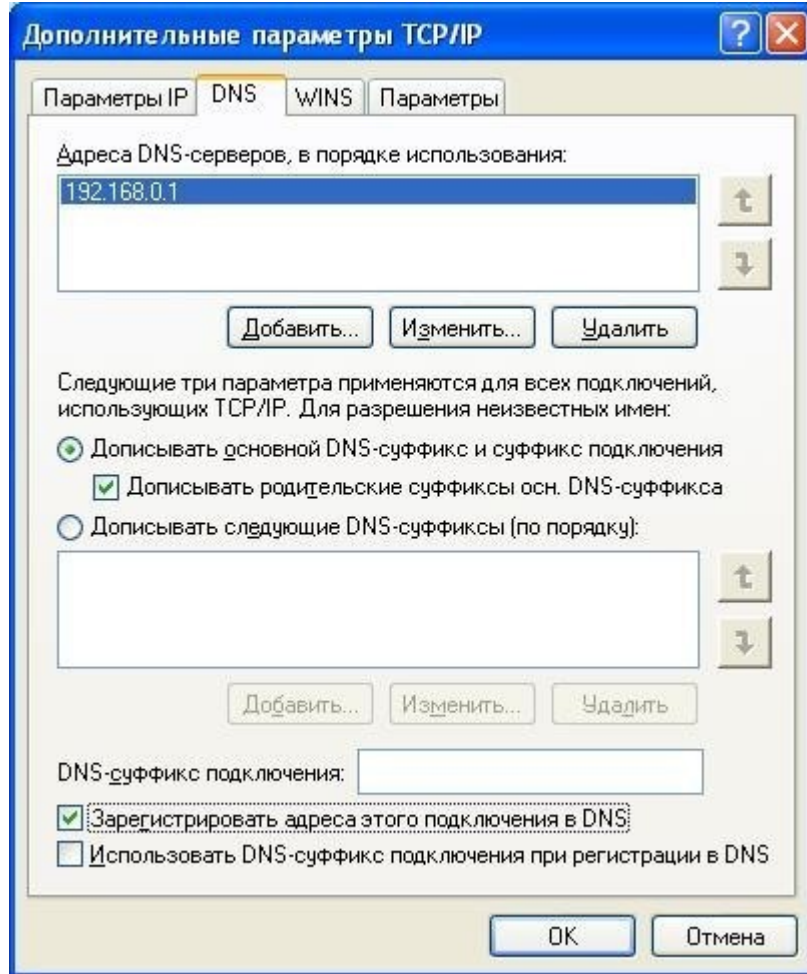 Дополнительные параметры TCP/IP
Параметры IP
DNS
WINS
Параметры
Адреса DNS-серверов, в порядке использования:
192.168.0.1
Добавить... Изменить... Удалить
Следующие три параметра применяются для всех подключений,
использующих TCP/IP. Для разрешения неизвестных имен:
Дописывать основной DNS-суффикс и суффикс подключения
Дописывать родительские суффиксы осн. DNS-суффикса
Дописывать следующие DNS-суффиксы (по порядку):
Добавить... Изменить... Удалить
DNS-суффикс подключения:
Зарегистрировать адреса этого подключения в DNS
Использовать DNS-суффикс подключения при регистрации в DNS
OK Отмена